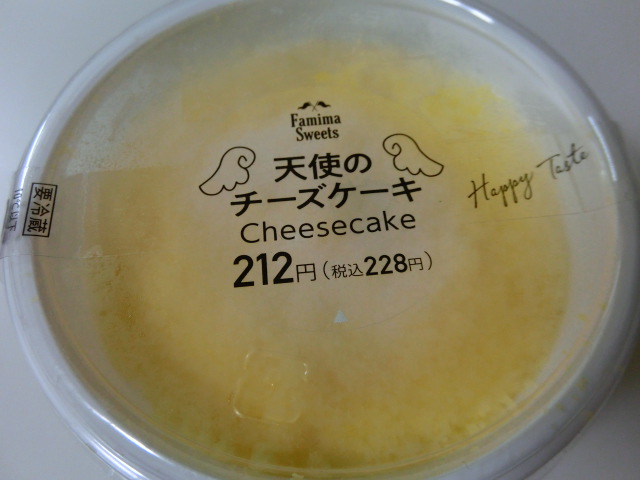 Famima
Sweets
天使の
チーズケーキ
Cheesecake
212円(税込228円)
Happy Taste
要冷蔵